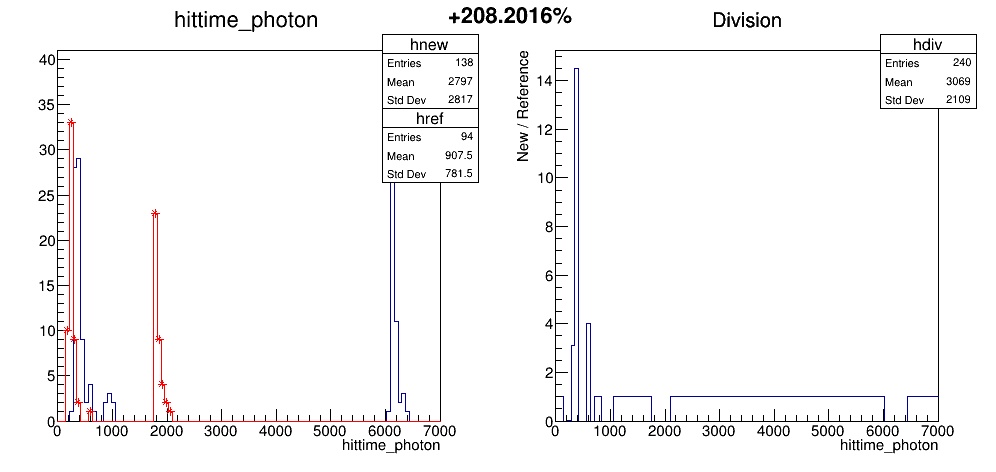 +208.2016%
hittime_photon
hnew
Entries 138
Mean 2797
Std Dev 2817
href
Entries 94
Mean 907.5
Std Dev 781.5
40
35
30
25
20
15
10
5
0
0 1000 2000 3000 4000 5000 6000 7000
hittime_photon
Division
hdiv
Entries 240
Mean 3069
Std Dev 2109
New / Reference
14
12
10
8
6
4
2
0
0 1000 2000 3000 4000 5000 6000 7000
hittime_photon